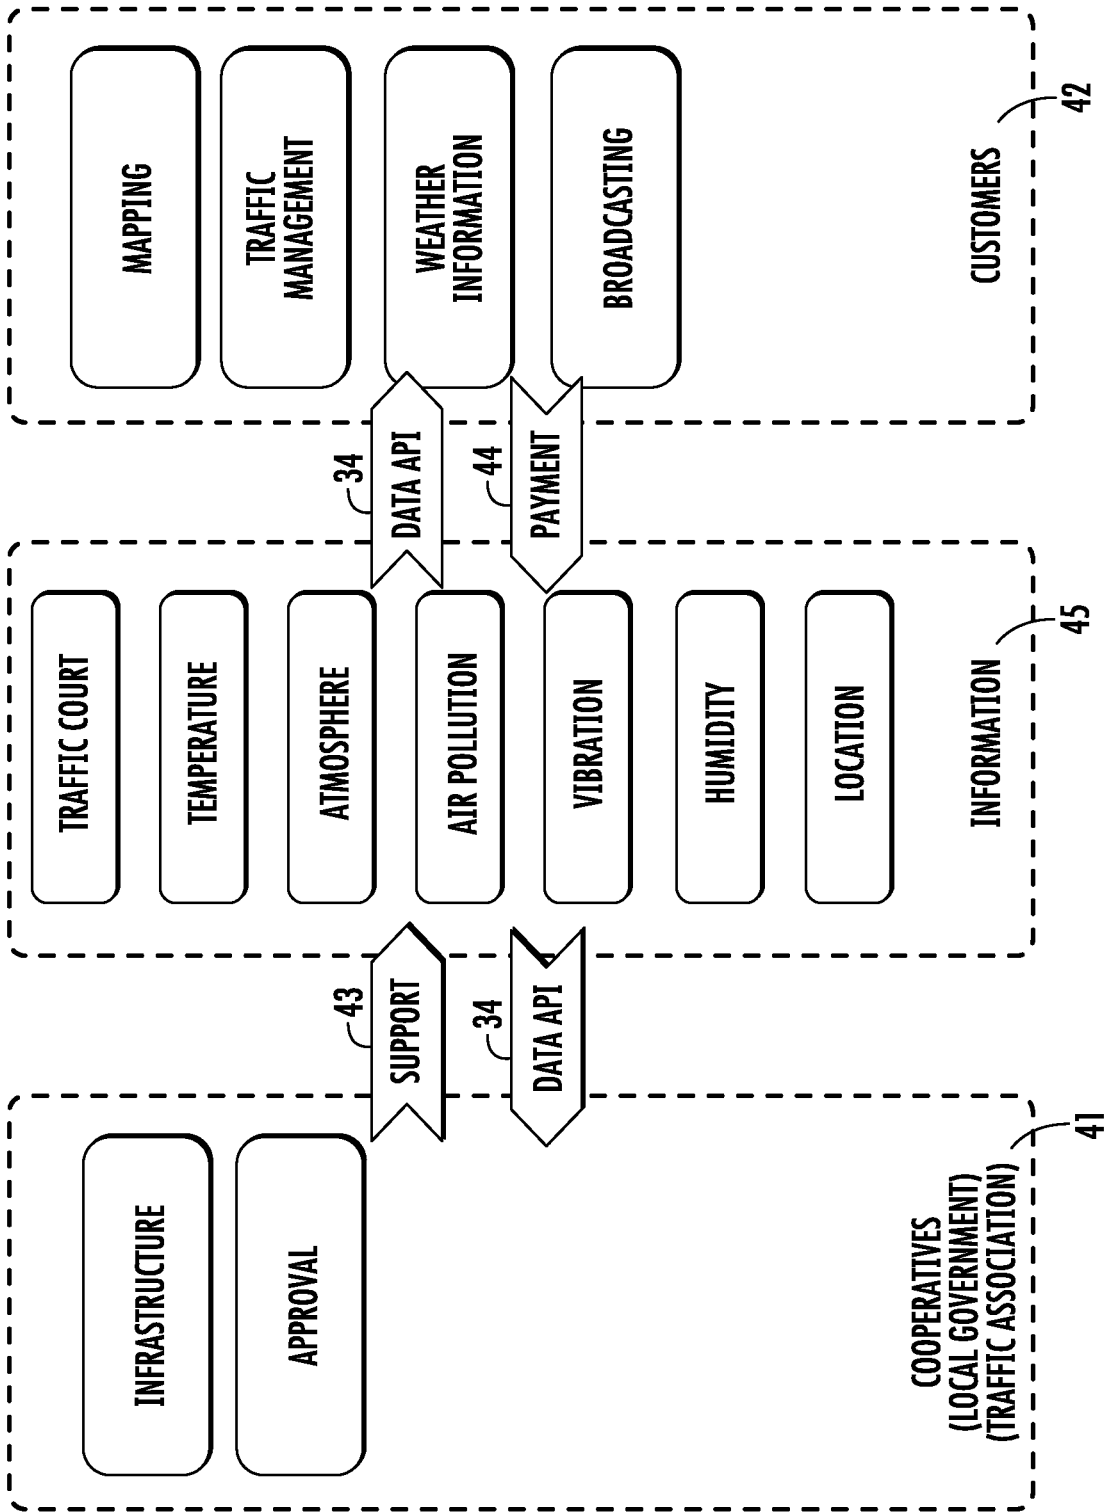 INFRASTRUCTURE
APPROVAL
COOPERATIVES
(LOCAL GOVERNMENT)
(TRAFFIC ASSOCIATION)
41
43
SUPPORT
34
DATA API
TRAFFIC COURT
TEMPERATURE
ATMOSPHERE
AIR POLLUTION
VIBRATION
HUMIDITY
LOCATION
INFORMATION
45
34
DATA API
44
PAYMENT
MAPPING
TRAFFIC
MANAGEMENT
WEATHER
INFORMATION
BROADCASTING
CUSTOMERS
42